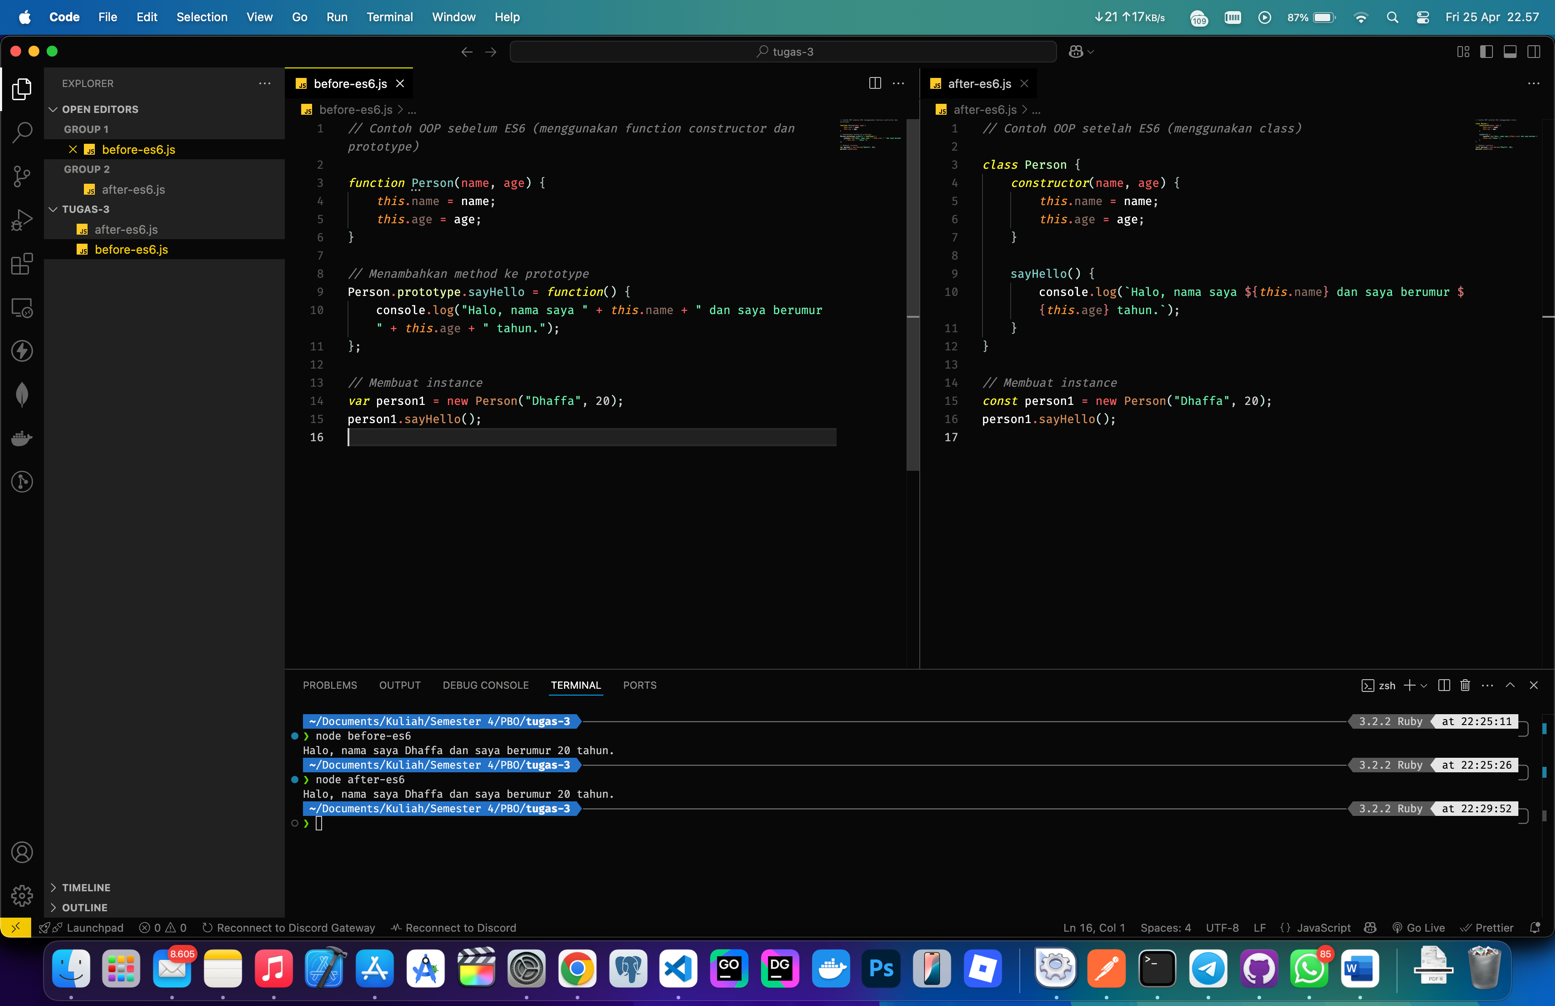 Code File Edit Selection View Go Run Terminal Window Help
↓21 ↑17 KB/s 109 87% Fri 25 Apr 22.57
tugas-3
EXPLORER
OPEN EDITORS
GROUP 1
before-es6.js
GROUP 2
after-es6.js
TUGAS-3
after-es6.js
before-es6.js
TIMELINE
OUTLINE
before-es6.js
before-es6.js > ...
1 // Contoh OOP sebelum ES6 (menggunakan function constructor dan
prototype)
2
3 function Person(name, age) {
4 this.name = name;
5 this.age = age;
6 }
7
8 // Menambahkan method ke prototype
9 Person.prototype.sayHello = function() {
10 console.log("Halo, nama saya " + this.name + " dan saya berumur
" + this.age + " tahun.");
11 };
12
13 // Membuat instance
14 var person1 = new Person("Dhaffa", 20);
15 person1.sayHello();
16
after-es6.js
after-es6.js > ...
1 // Contoh OOP setelah ES6 (menggunakan class)
2
3 class Person {
4 constructor(name, age) {
5 this.name = name;
6 this.age = age;
7 }
8
9 sayHello() {
10 console.log(`Halo, nama saya ${this.name} dan saya berumur $
{this.age} tahun.`);
11 }
12 }
13
14 // Membuat instance
15 const person1 = new Person("Dhaffa", 20);
16 person1.sayHello();
17
PROBLEMS OUTPUT DEBUG CONSOLE TERMINAL PORTS
zsh
~/Documents/Kuliah/Semester 4/PBO/tugas-3 3.2.2 Ruby at 22:25:11
❯ node before-es6
Halo, nama saya Dhaffa dan saya berumur 20 tahun.
~/Documents/Kuliah/Semester 4/PBO/tugas-3 3.2.2 Ruby at 22:25:26
❯ node after-es6
Halo, nama saya Dhaffa dan saya berumur 20 tahun.
~/Documents/Kuliah/Semester 4/PBO/tugas-3 3.2.2 Ruby at 22:29:52
❯
Launchpad 0 0 Reconnect to Discord Gateway Reconnect to Discord
Ln 16, Col 1 Spaces: 4 UTF-8 LF {} JavaScript Go Live Prettier
8.605
GO
DG
Ps
85
W